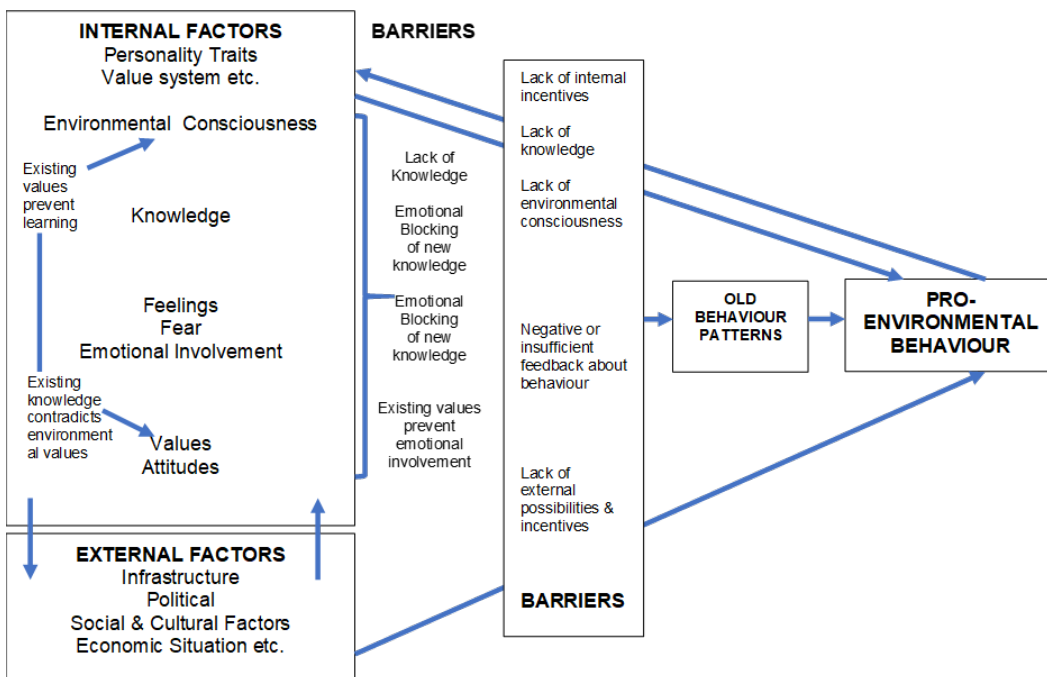 INTERNAL FACTORS
Personality Traits
Value system etc.
Environmental Consciousness
Existing
values
prevent
learning
Knowledge
Feelings
Fear
Emotional Involvement
Existing
knowledge
contradicts
environment
al values
Values
Attitudes
EXTERNAL FACTORS
Infrastructure
Political
Social & Cultural Factors
Economic Situation etc.
BARRIERS
Lack of
Knowledge
Emotional
Blocking
of new
knowledge
Emotional
Blocking
of new
knowledge
Existing values
prevent
emotional
involvement
Lack of internal
incentives
Lack of
knowledge
Lack of
environmental
consciousness
Negative or
insufficient
feedback about
behaviour
Lack of
external
possibilities &
incentives
BARRIERS
OLD
BEHAVIOUR
PATTERNS
PRO-
ENVIRONMENTAL
BEHAVIOUR